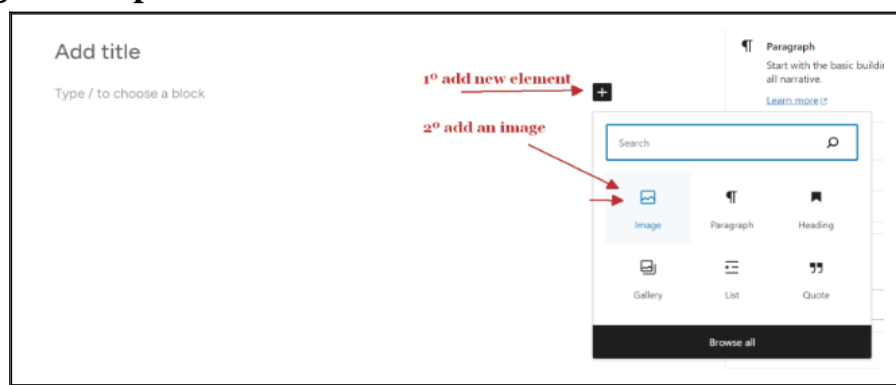 Add title
Type / to choose a block
1º add new element
2º add an image
Paragraph
Start with the basic
all narrative.
Learn more
Search
Image
Paragraph
Heading
Gallery
List
Quote
Browse all